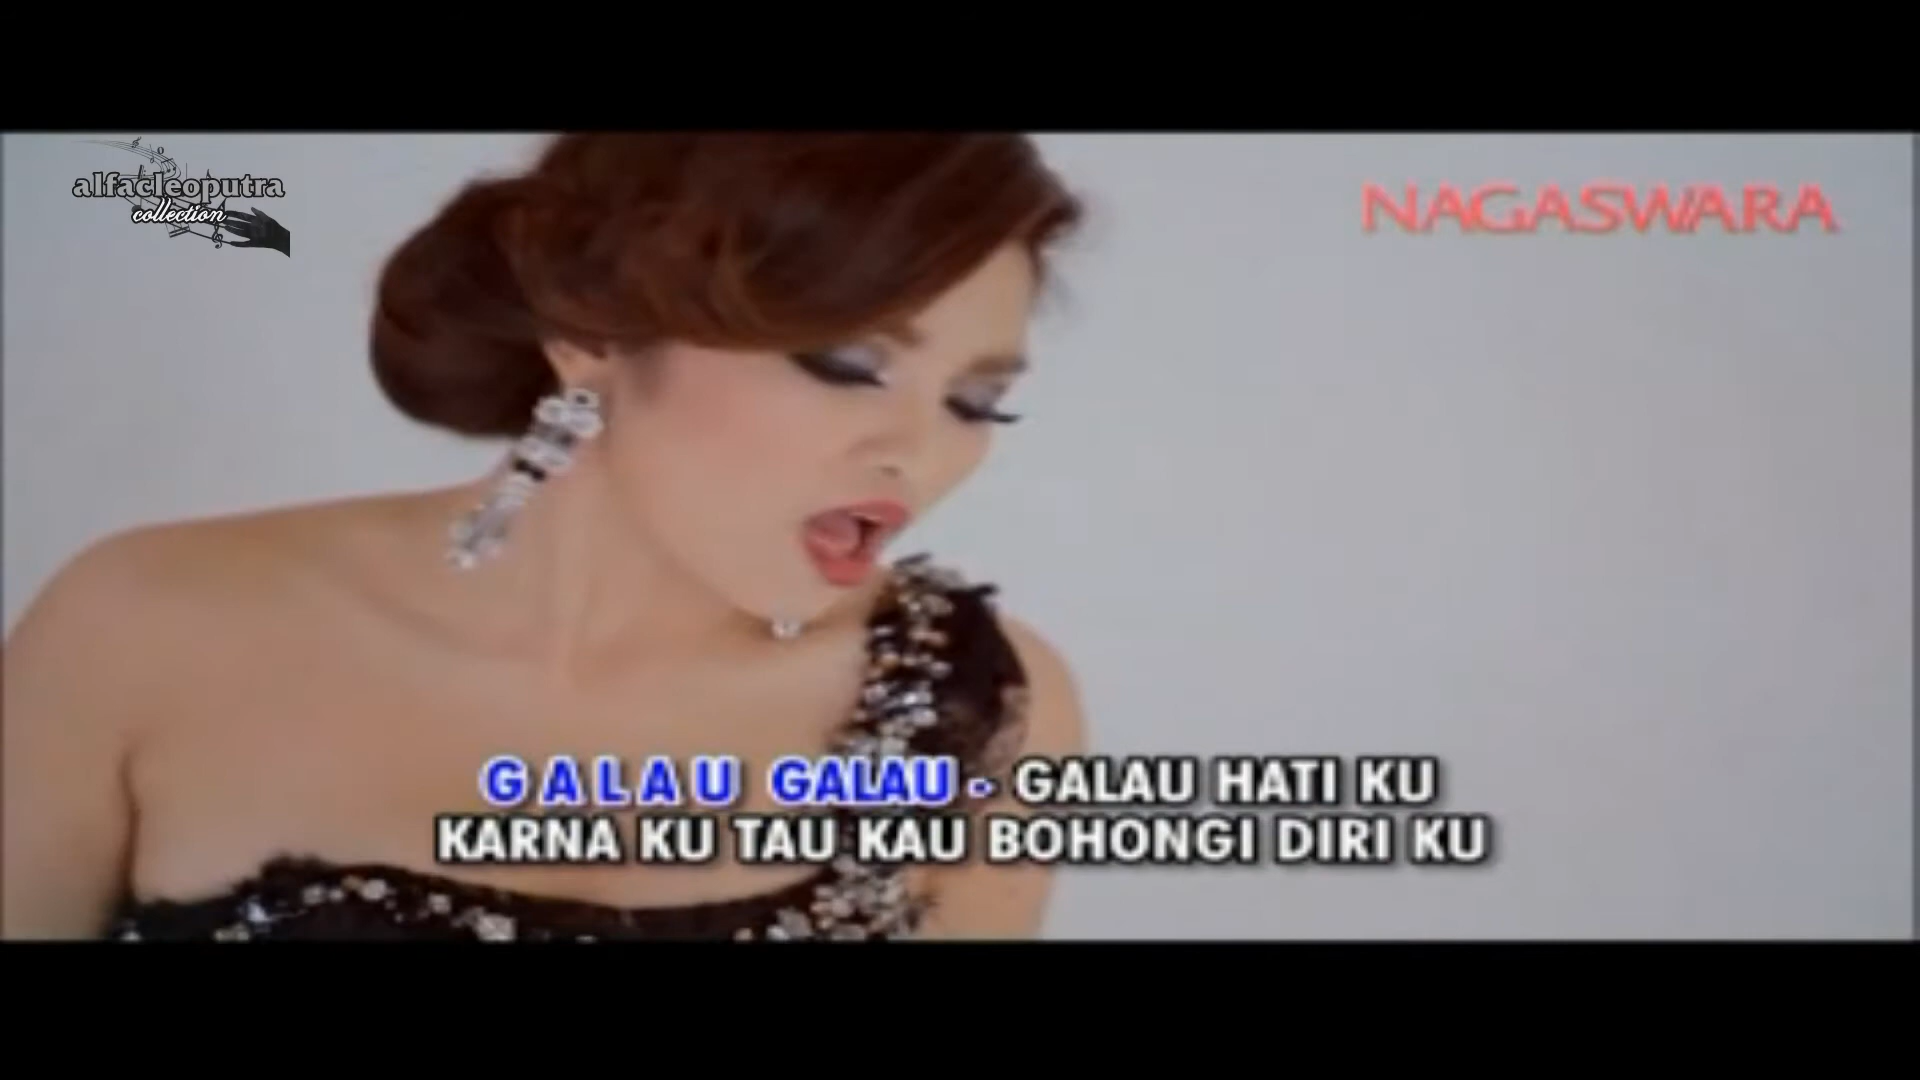 alfacleoputra
collection
NAGASWARA
GALAU GALAU - GALAU HATI KU
KARNA KU TAU KAU BOHONGI DIRI KU